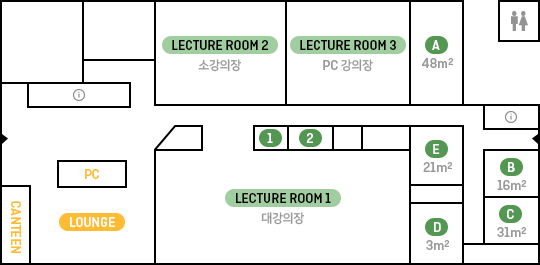 LECTURE ROOM 2
소강의장
LECTURE ROOM 3
PC 강의장
A
48m²
i
i
1
2
E
21m²
B
16m²
PC
LECTURE ROOM 1
대강의장
CANTEEN
LOUNGE
C
31m²
D
3m²